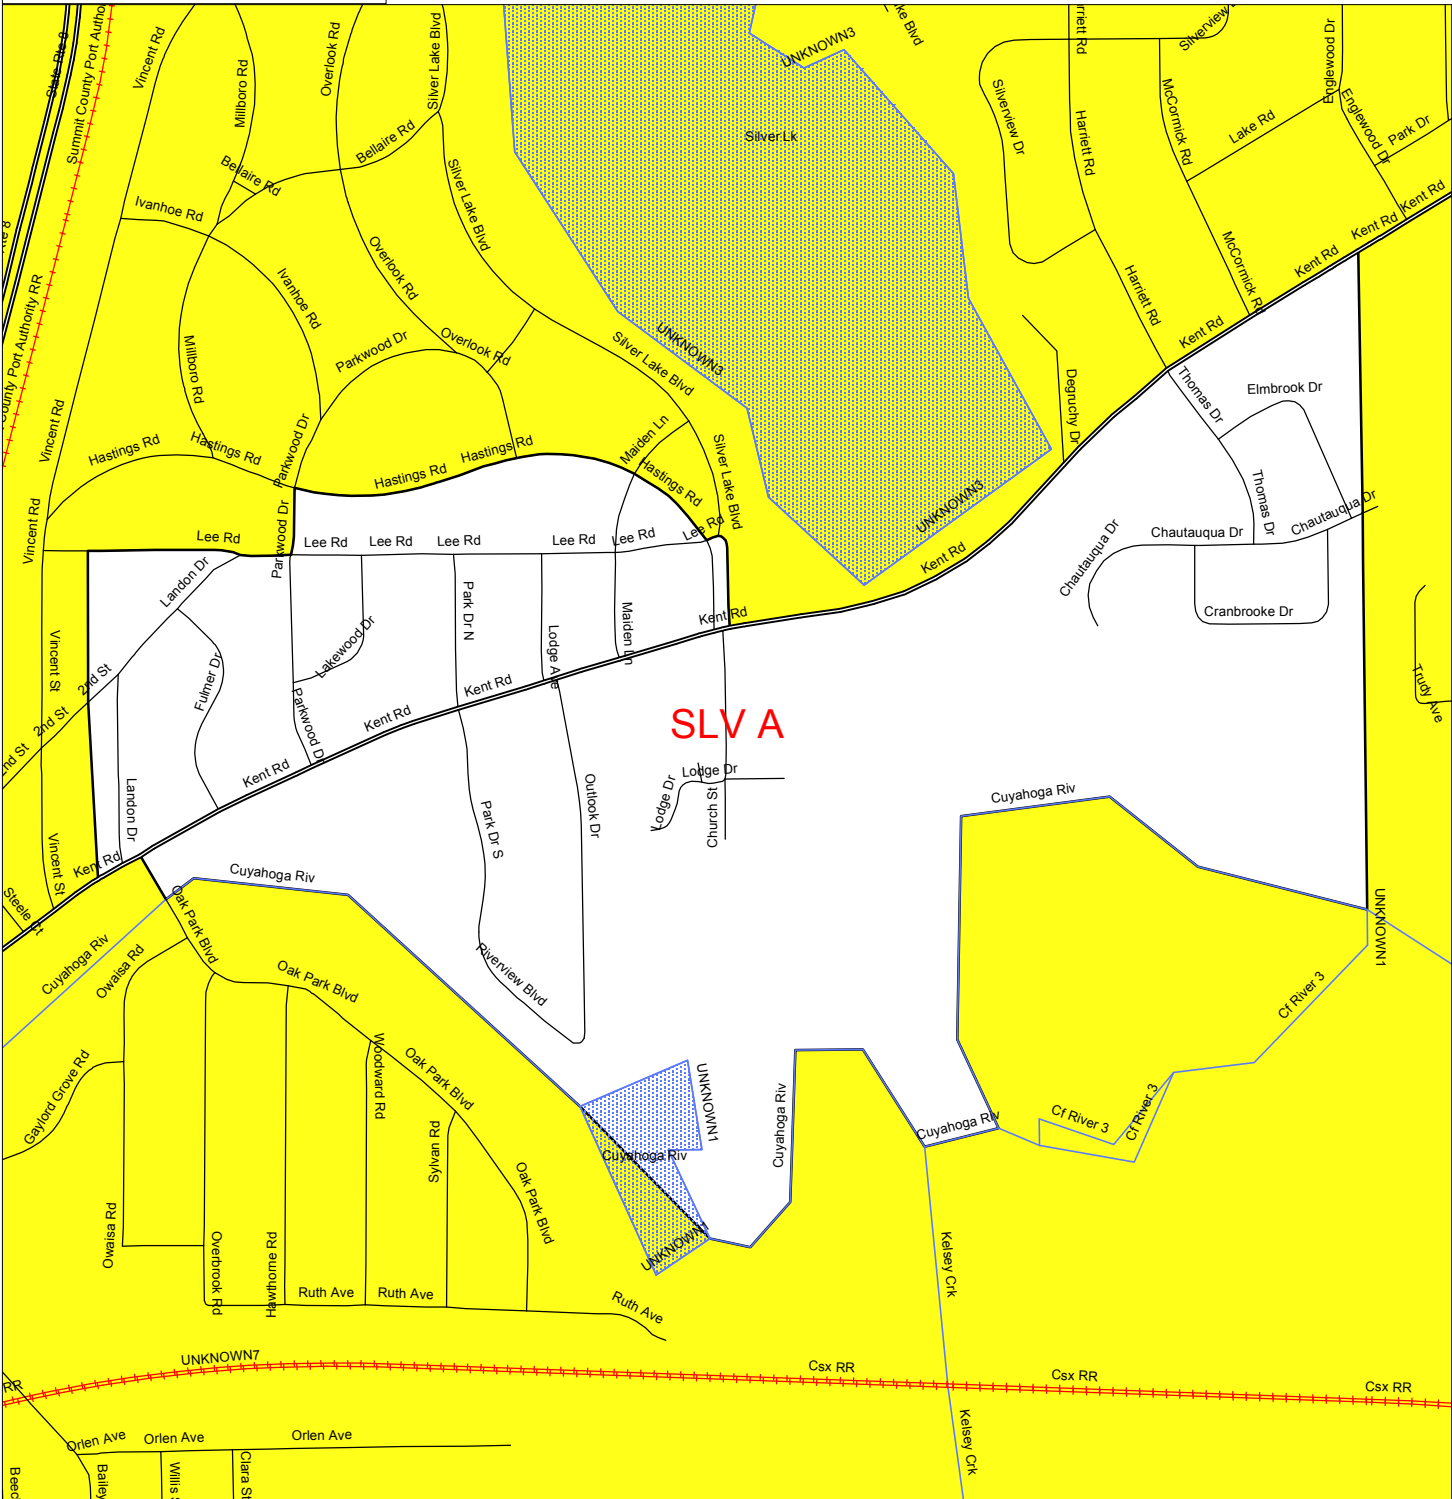 State Rte 8
Summit County Port Autho
Vincent Rd
Millboro Rd
Overlook Rd
Silver Lake Blvd
UNKNOWN3
ke Blvd
rriett Rd
Silverview
Englewood Dr
Silver Lk
Silverview Dr
Harriett Rd
McCormick Rd
Lake Rd
Englewood Dr
Park Dr
Bellaire Rd
Bellaire Rd
Ivanhoe Rd
Silver Lake Blvd
Kent Rd
Kent Rd
Kent Rd
Overlook Rd
Ivanhoe Rd
McCormick Rd
Harriett Rd
Kent Rd
County Port Authority RR
Millboro Rd
Parkwood Dr
Overlook Rd
Silver Lake Blvd
UNKNOWN3
Degruchy Dr
Thomas Dr
Elmbrook Dr
Vincent Rd
Hastings Rd
Hastings Rd
Parkwood Dr
Hastings Rd
Hastings Rd
Maiden Ln
Hastings Rd
Silver Lake Blvd
UNKNOWN3
Thomas Dr
Chautauqua Dr
Chautauqua Dr
Chautauqua Dr
Cranbrooke Dr
Vincent Rd
Lee Rd
Parkwood Dr
Lee Rd
Lee Rd
Lee Rd
Lee Rd
Lee Rd
Lee Rd
Kent Rd
Landon Dr
Park Dr N
Lodge Ave
Maiden Ln
Kent Rd
Vincent St
2nd St
2nd St
2nd St
Fulmer Dr
Lakewood Dr
Parkwood Dr
Kent Rd
Kent Rd
Kent Rd
SLV A
Trudy Ave
Landon Dr
Park Dr S
Outlook Dr
Lodge Dr
Lodge Dr
Church St
Cuyahoga Riv
Kent Rd
Vincent St
Steele Ct
Cuyahoga Riv
Oak Park Blvd
UNKNOWN1
Cuyahoga Riv
Owaisa Rd
Oak Park Blvd
Riverview Blvd
Cf River 3
Gaylord Grove Rd
Woodward Rd
Oak Park Blvd
UNKNOWN1
Cuyahoga Riv
Cuyahoga Riv
Cf River 3
Cf River 3
Sylvan Rd
Cuyahoga Riv
Oak Park Blvd
Owaisa Rd
Overbrook Rd
Hawthorne Rd
UNKNOWN1
Kelsey Crk
Ruth Ave
Ruth Ave
Ruth Ave
UNKNOWN7
Csx RR
Csx RR
Csx RR
RR
Orlen Ave
Orlen Ave
Orlen Ave
Kelsey Crk
Beec
Bailey
Willis S
Clara St